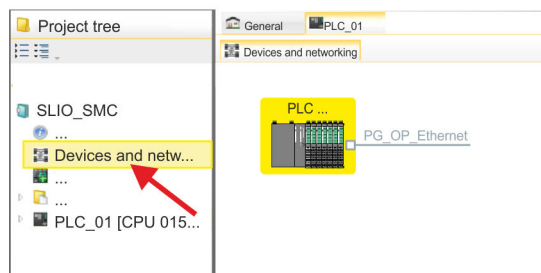 Project tree
SLIO_SMC
...
Devices and netw...
...
...
PLC_01 [CPU 015...
General
PLC_01
Devices and networking
PLC ...
PG_OP_Ethernet